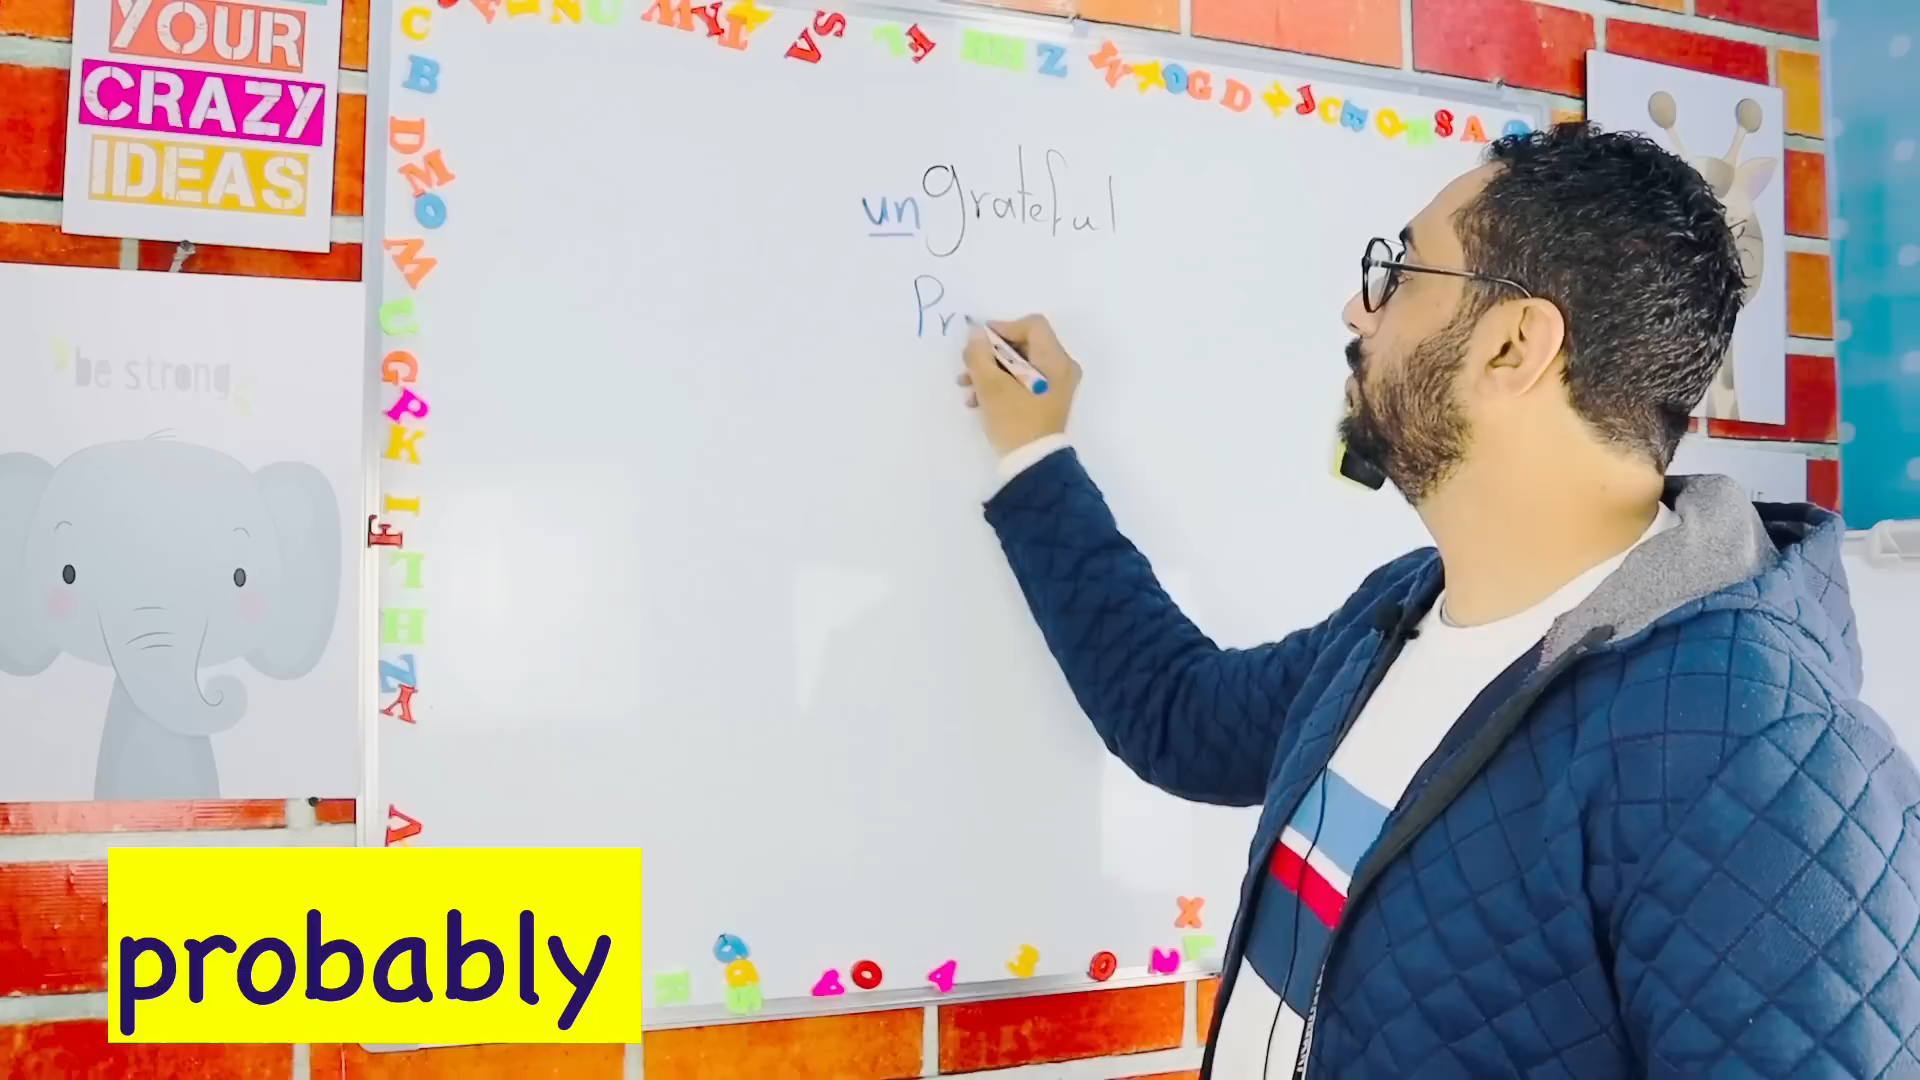 YOUR
CRAZY
IDEAS
be strong
ungrateful
Pr
probably